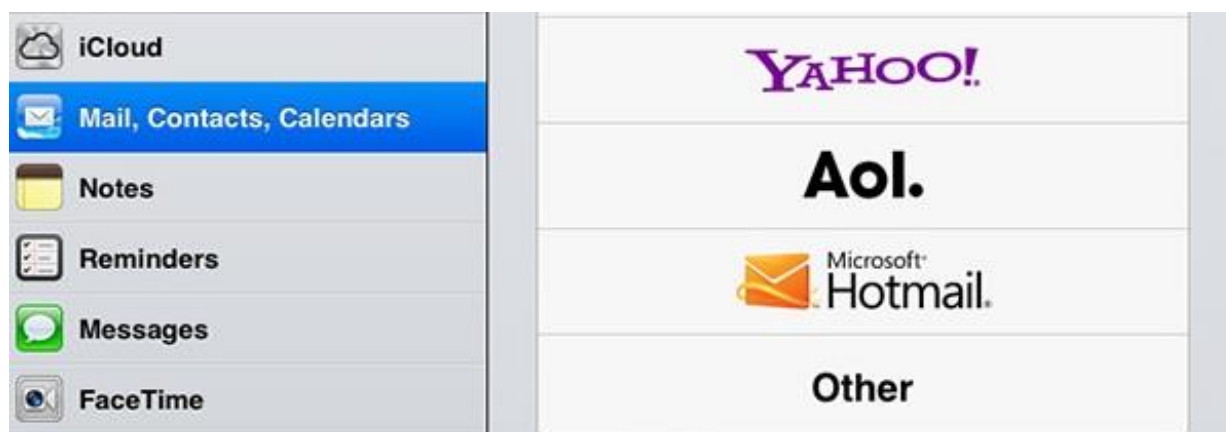 iCloud
Mail, Contacts, Calendars
Notes
Reminders
Messages
FaceTime
YAHOO!
Aol.
Microsoft
Hotmail.
Other